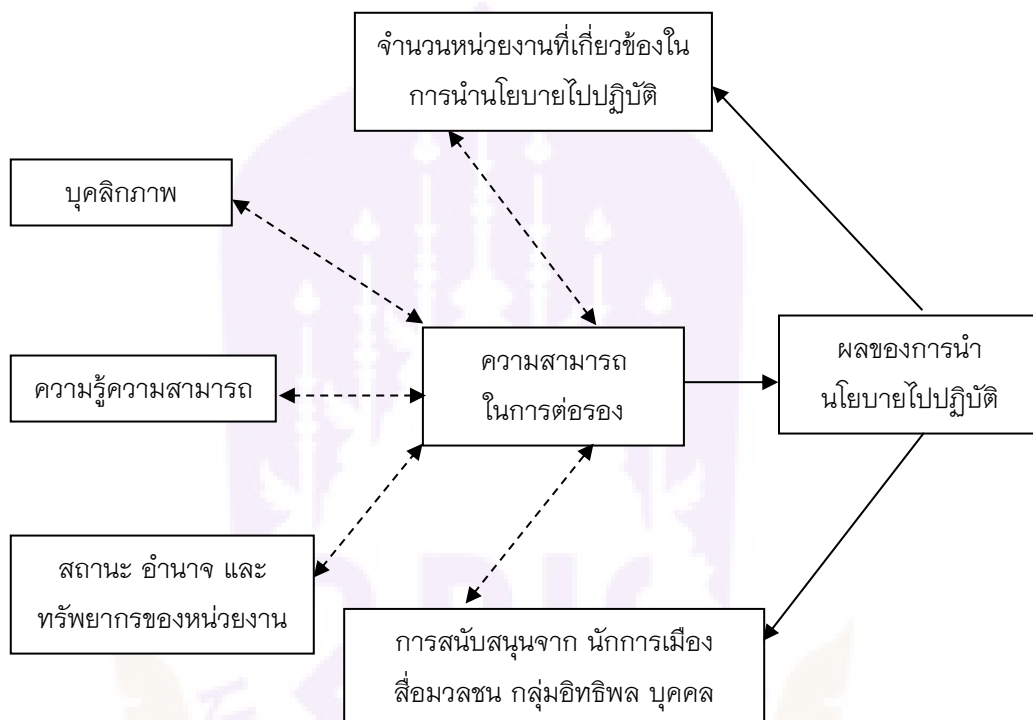 จำนวนหน่วยงานที่เกี่ยวข้องใน
การนำนโยบายไปปฏิบัติ
บุคลิกภาพ
ความสามารถ
ในการต่อรอง
ผลของการนำ
นโยบายไปปฏิบัติ
ความรู้ความสามารถ
สถานะ อำนาจ และ
ทรัพยากรของหน่วยงาน
การสนับสนุนจาก นักการเมือง
สื่อมวลชน กลุ่มอิทธิพล บุคคล